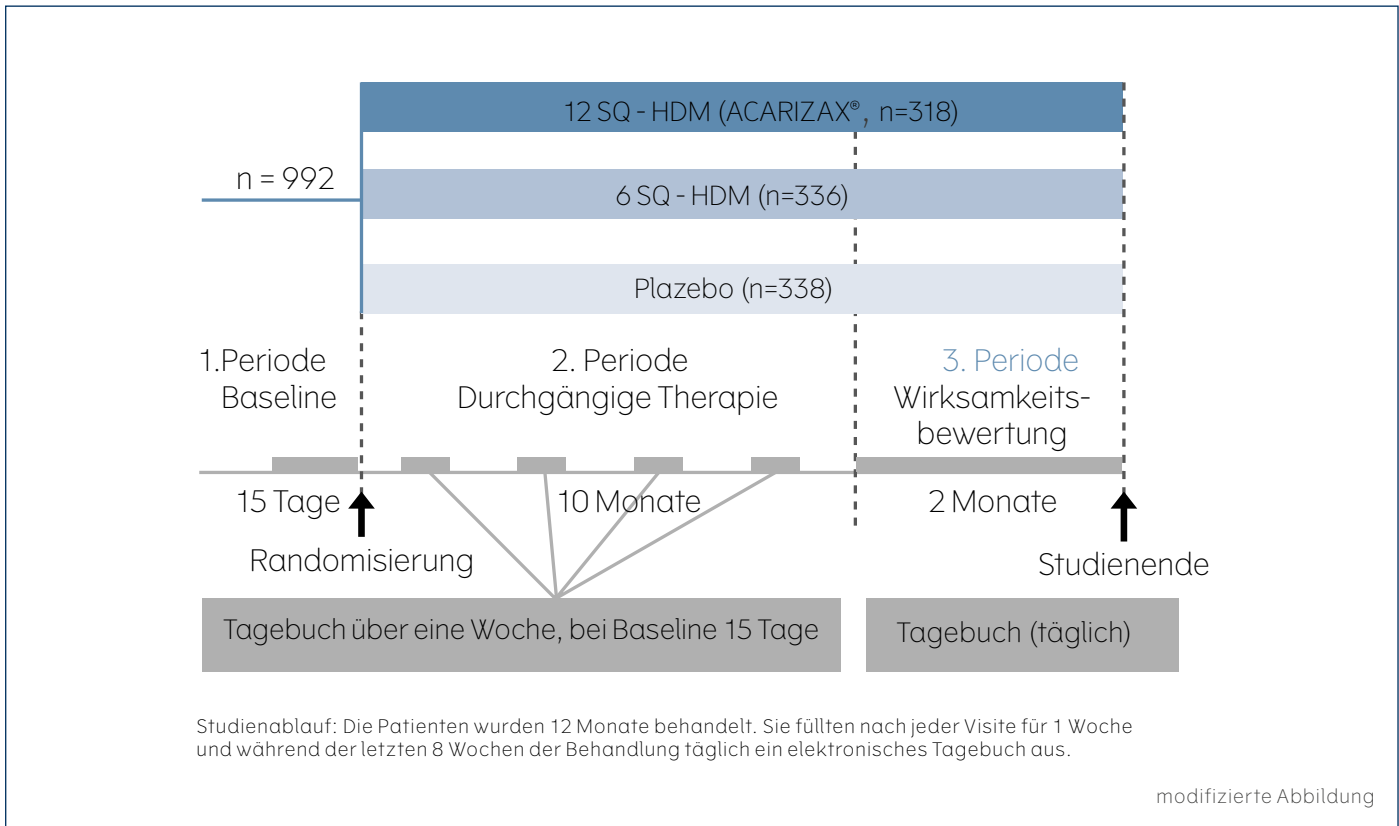 12 SQ - HDM (ACARIZAX®, n=318)
n = 992
6 SQ - HDM (n=336)
Plazebo (n=338)
1.Periode
Baseline
2. Periode
Durchgängige Therapie
3. Periode
Wirksamkeits-
bewertung
15 Tage
10 Monate
2 Monate
Randomisierung
Studienende
Tagebuch über eine Woche, bei Baseline 15 Tage
Tagebuch (täglich)
Studienablauf: Die Patienten wurden 12 Monate behandelt. Sie füllten nach jeder Visite für 1 Woche
und während der letzten 8 Wochen der Behandlung täglich ein elektronisches Tagebuch aus.
modifizierte Abbildung